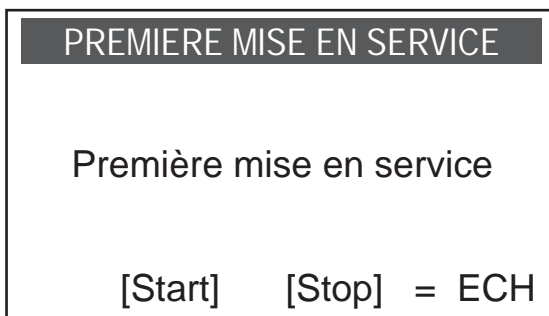 PREMIERE MISE EN SERVICE
Première mise en service
[Start] [Stop] = ECH